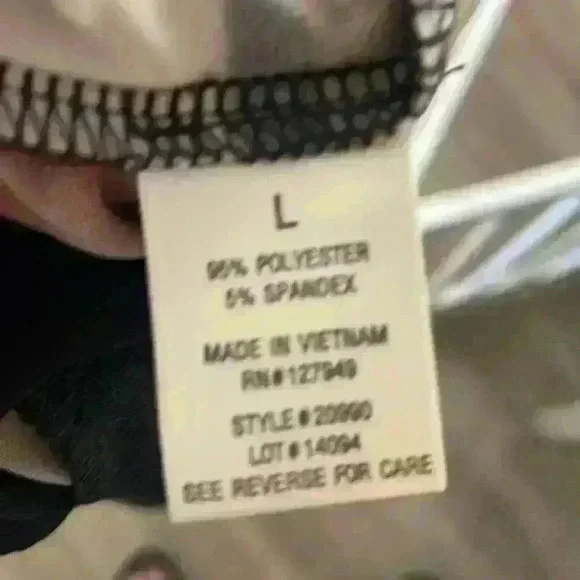 L
95% POLYESTER
5% SPANDEX
MADE IN VIETNAM
RN#127949
STYLE#20990
LOT#14094
SEE REVERSE FOR CARE